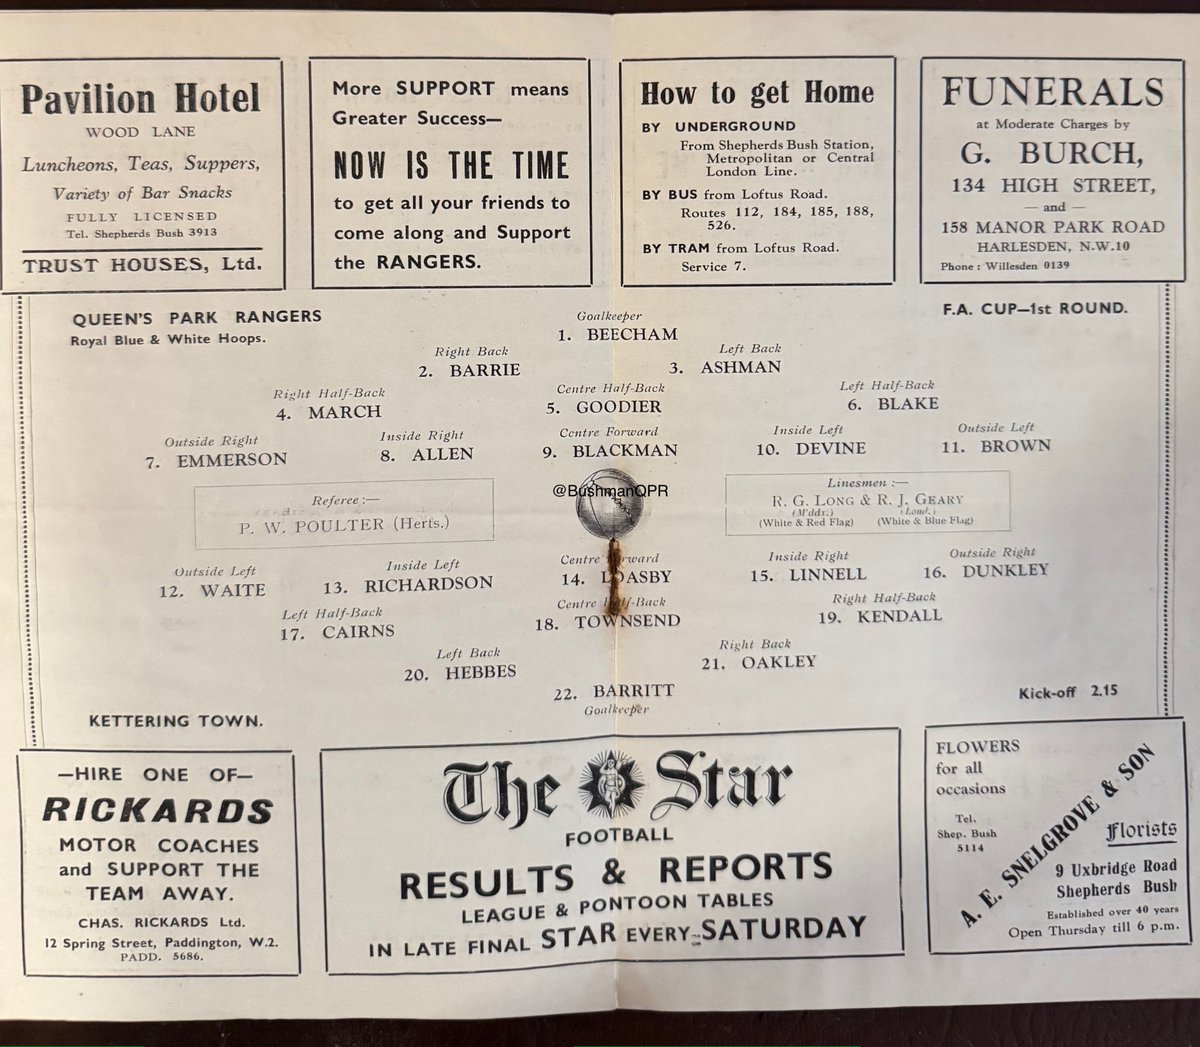 Pavilion Hotel
WOOD LANE
Luncheons, Teas, Suppers,
Variety of Bar Snacks
FULLY LICENSED
Tel. Shepherds Bush 3913
TRUST HOUSES, Ltd.
More SUPPORT means
Greater Success—
NOW IS THE TIME
to get all your friends to
come along and Support
the RANGERS.
How to get Home
BY UNDERGROUND
From Shepherds Bush Station,
Metropolitan or Central
London Line.
BY BUS from Loftus Road.
Routes 112, 184, 185, 188,
526.
BY TRAM from Loftus Road.
Service 7.
FUNERALS
at Moderate Charges by
G. BURCH,
134 HIGH STREET,
— and —
158 MANOR PARK ROAD
HARLESDEN, N.W.10
Phone : Willesden 0139
QUEEN'S PARK RANGERS
Royal Blue & White Hoops.
F.A. CUP—1st ROUND.
Goalkeeper
1. BEECHAM
Right Back
2. BARRIE
Left Back
3. ASHMAN
Right Half-Back
4. MARCH
Centre Half-Back
5. GOODIER
Left Half-Back
6. BLAKE
Outside Right
7. EMMERSON
Inside Right
8. ALLEN
Centre Forward
9. BLACKMAN
Inside Left
10. DEVINE
Outside Left
11. BROWN
Referee :—
P. W. POULTER (Herts.)
@BushmanQPR
Linesmen :—
R. G. LONG & R. J. GEARY
(M'ddx.) (Lond.)
(White & Red Flag) (White & Blue Flag)
Outside Left
12. WAITE
Inside Left
13. RICHARDSON
Centre Forward
14. LOASBY
Inside Right
15. LINNELL
Outside Right
16. DUNKLEY
Left Half-Back
17. CAIRNS
Centre Half-Back
18. TOWNSEND
Right Half-Back
19. KENDALL
Left Back
20. HEBBES
Right Back
21. OAKLEY
22. BARRITT
Goalkeeper
KETTERING TOWN.
Kick-off 2.15
—HIRE ONE OF—
RICKARDS
MOTOR COACHES
and SUPPORT THE
TEAM AWAY.
CHAS. RICKARDS Ltd.
12 Spring Street, Paddington, W.2.
PADD. 5686.
The Star
FOOTBALL
RESULTS & REPORTS
LEAGUE & PONTOON TABLES
IN LATE FINAL STAR EVERY SATURDAY
FLOWERS
for all
occasions
Tel.
Shep. Bush
5114
A. E. SNELGROVE & SON
Florists
9 Uxbridge Road
Shepherds Bush
Established over 40 years
Open Thursday till 6 p.m.